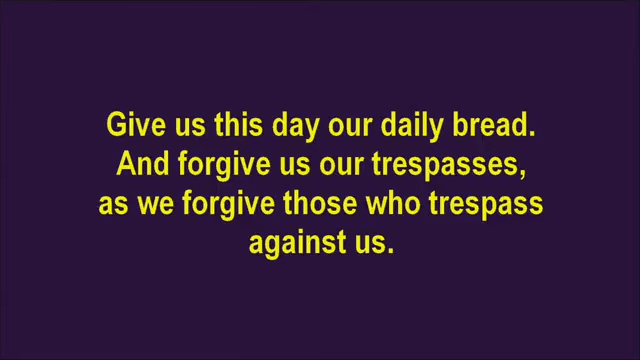 Give us this day our daily bread.
And forgive us our trespasses,
as we forgive those who trespass
against us.